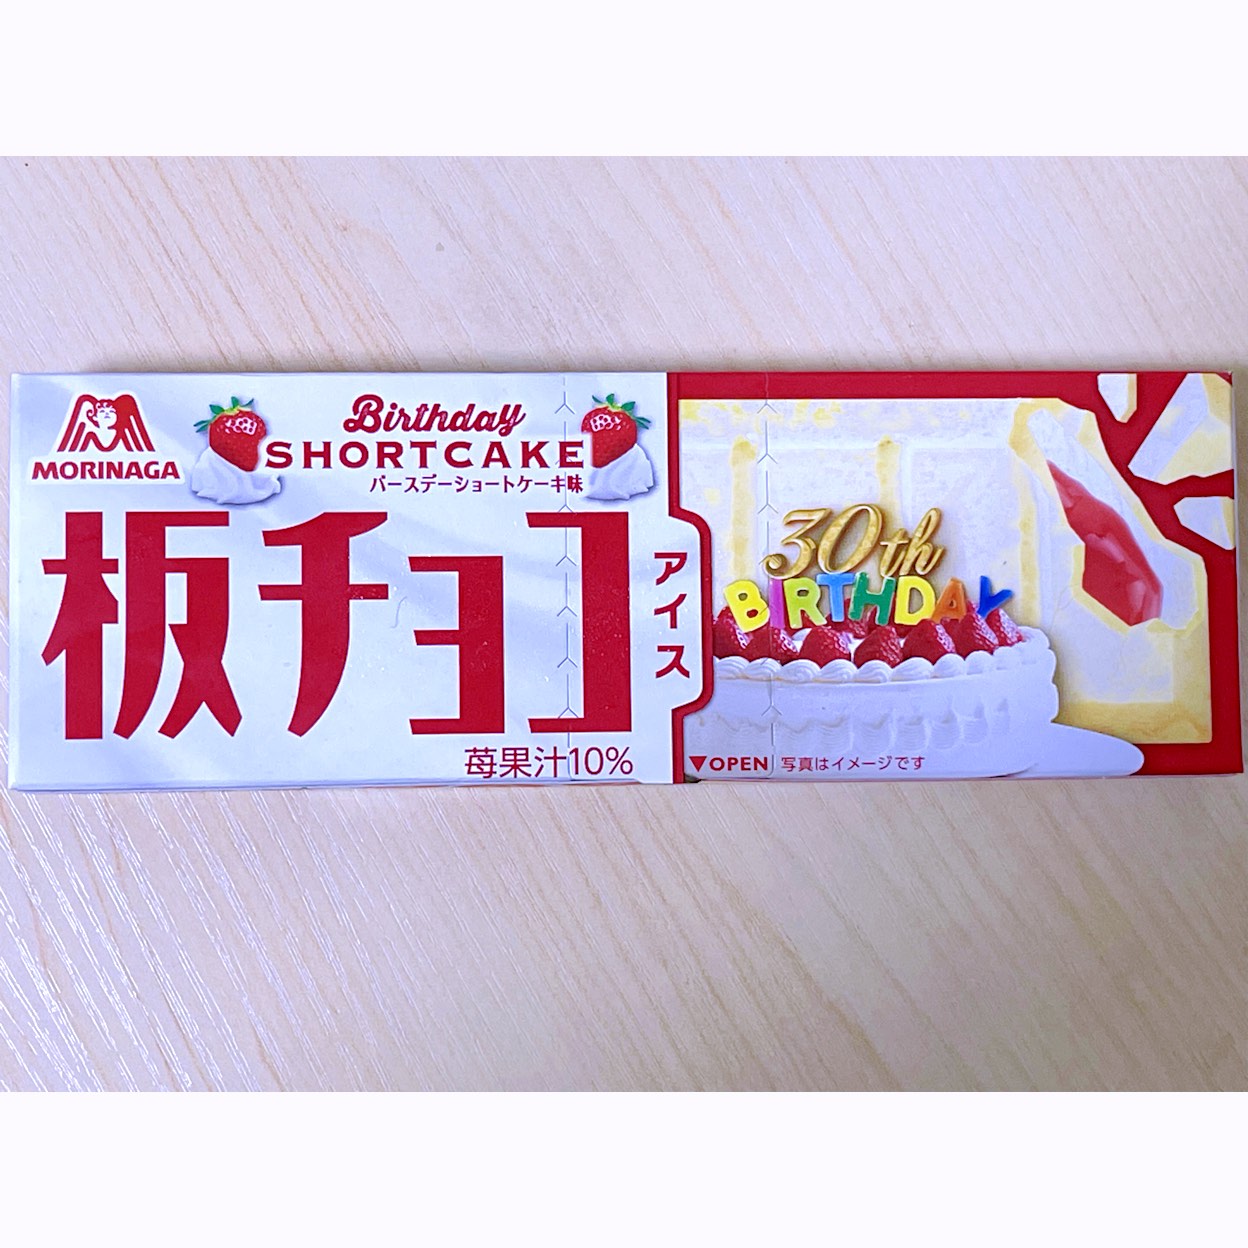 MORINAGA
Birthday
SHORTCAKE
バースデーショートケーキ味
板チョコ
アイス
苺果汁10%
30th
BIRTHDAY
▼OPEN 写真はイメージです